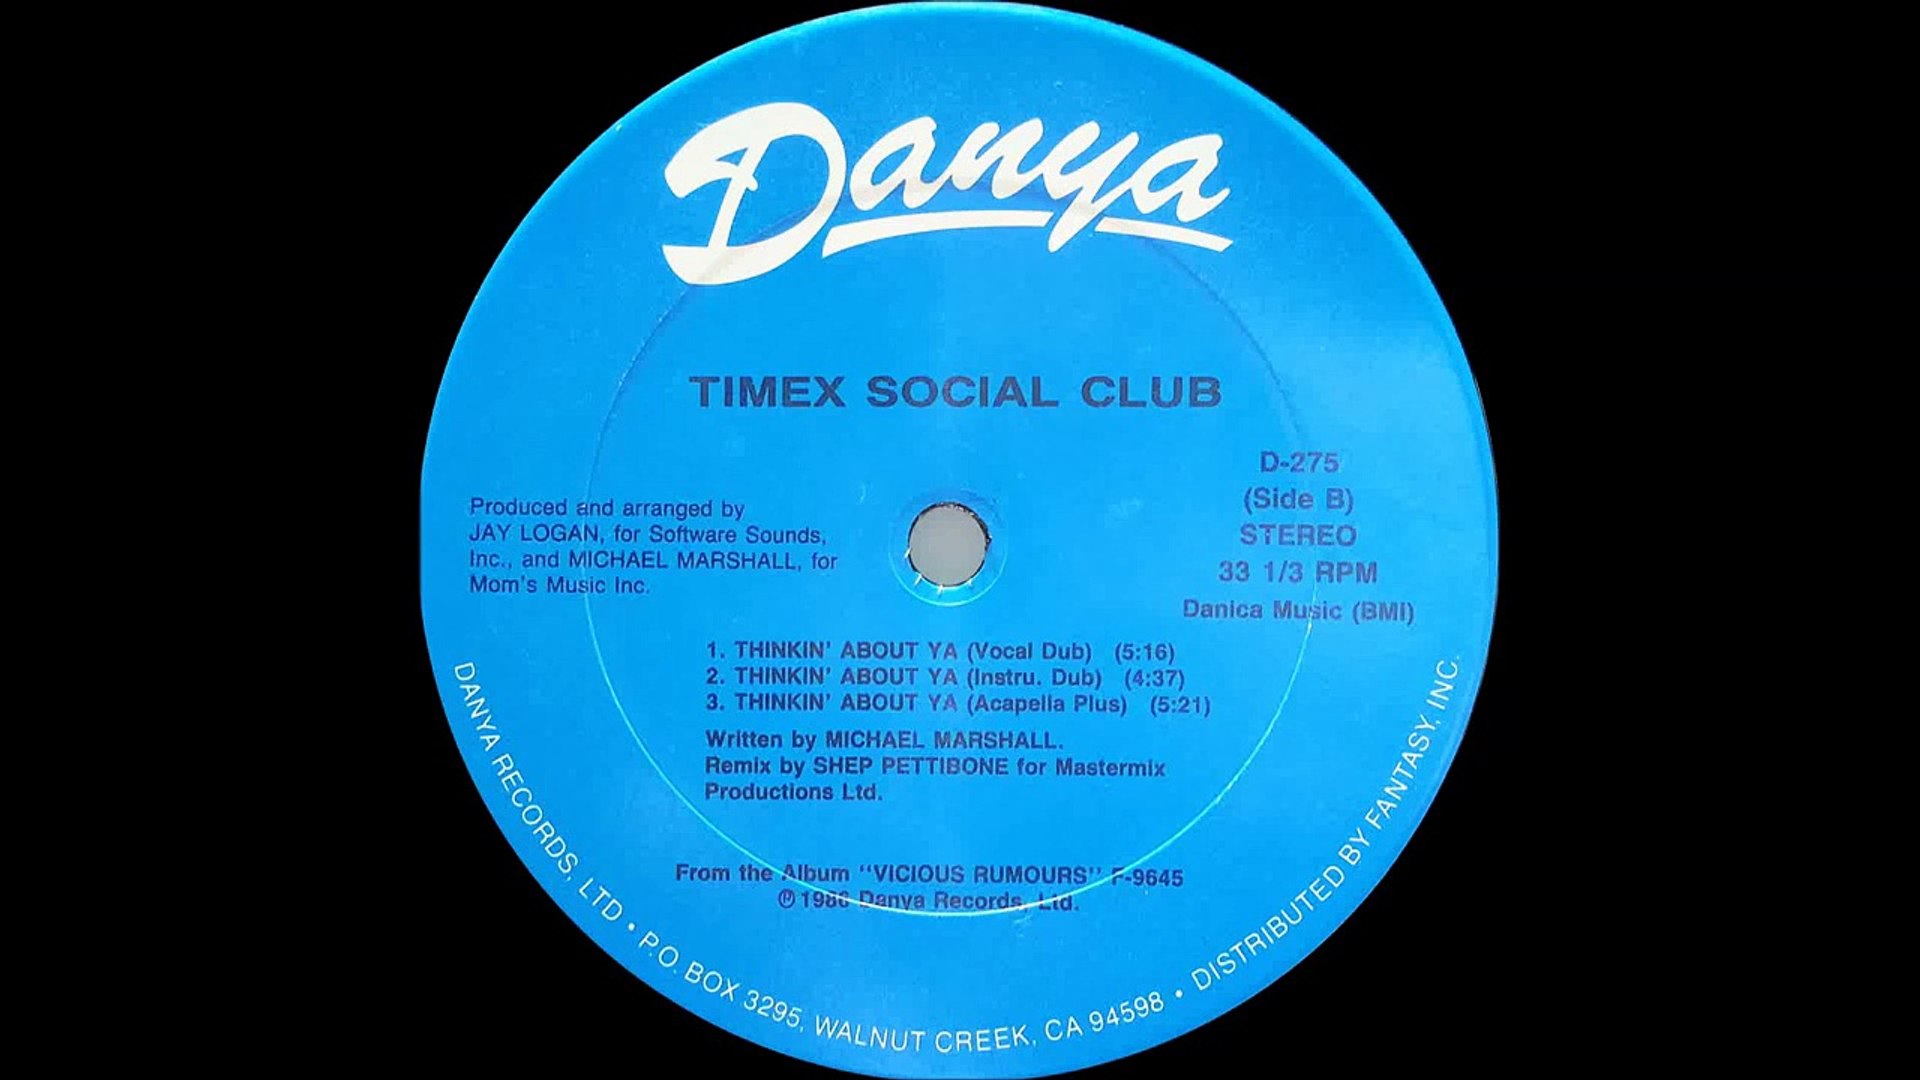 Danya
TIMEX SOCIAL CLUB
D-275
(Side B)
STEREO
33 1/3 RPM
Danica Music (BMI)
Produced and arranged by
JAY LOGAN, for Software Sounds,
Inc., and MICHAEL MARSHALL, for
Mom's Music Inc.
1. THINKIN' ABOUT YA (Vocal Dub) (5:16)
2. THINKIN' ABOUT YA (Instru. Dub) (4:37)
3. THINKIN' ABOUT YA (Acapella Plus) (5:21)
Written by MICHAEL MARSHALL.
Remix by SHEP PETTIBONE for Mastermix
Productions Ltd.
From the Album "VICIOUS RUMOURS" F-9645
℗ 1986 Danya Records, Ltd.
DANYA RECORDS, LTD • P.O. BOX 3295, WALNUT CREEK, CA 94598 • DISTRIBUTED BY FANTASY, INC.